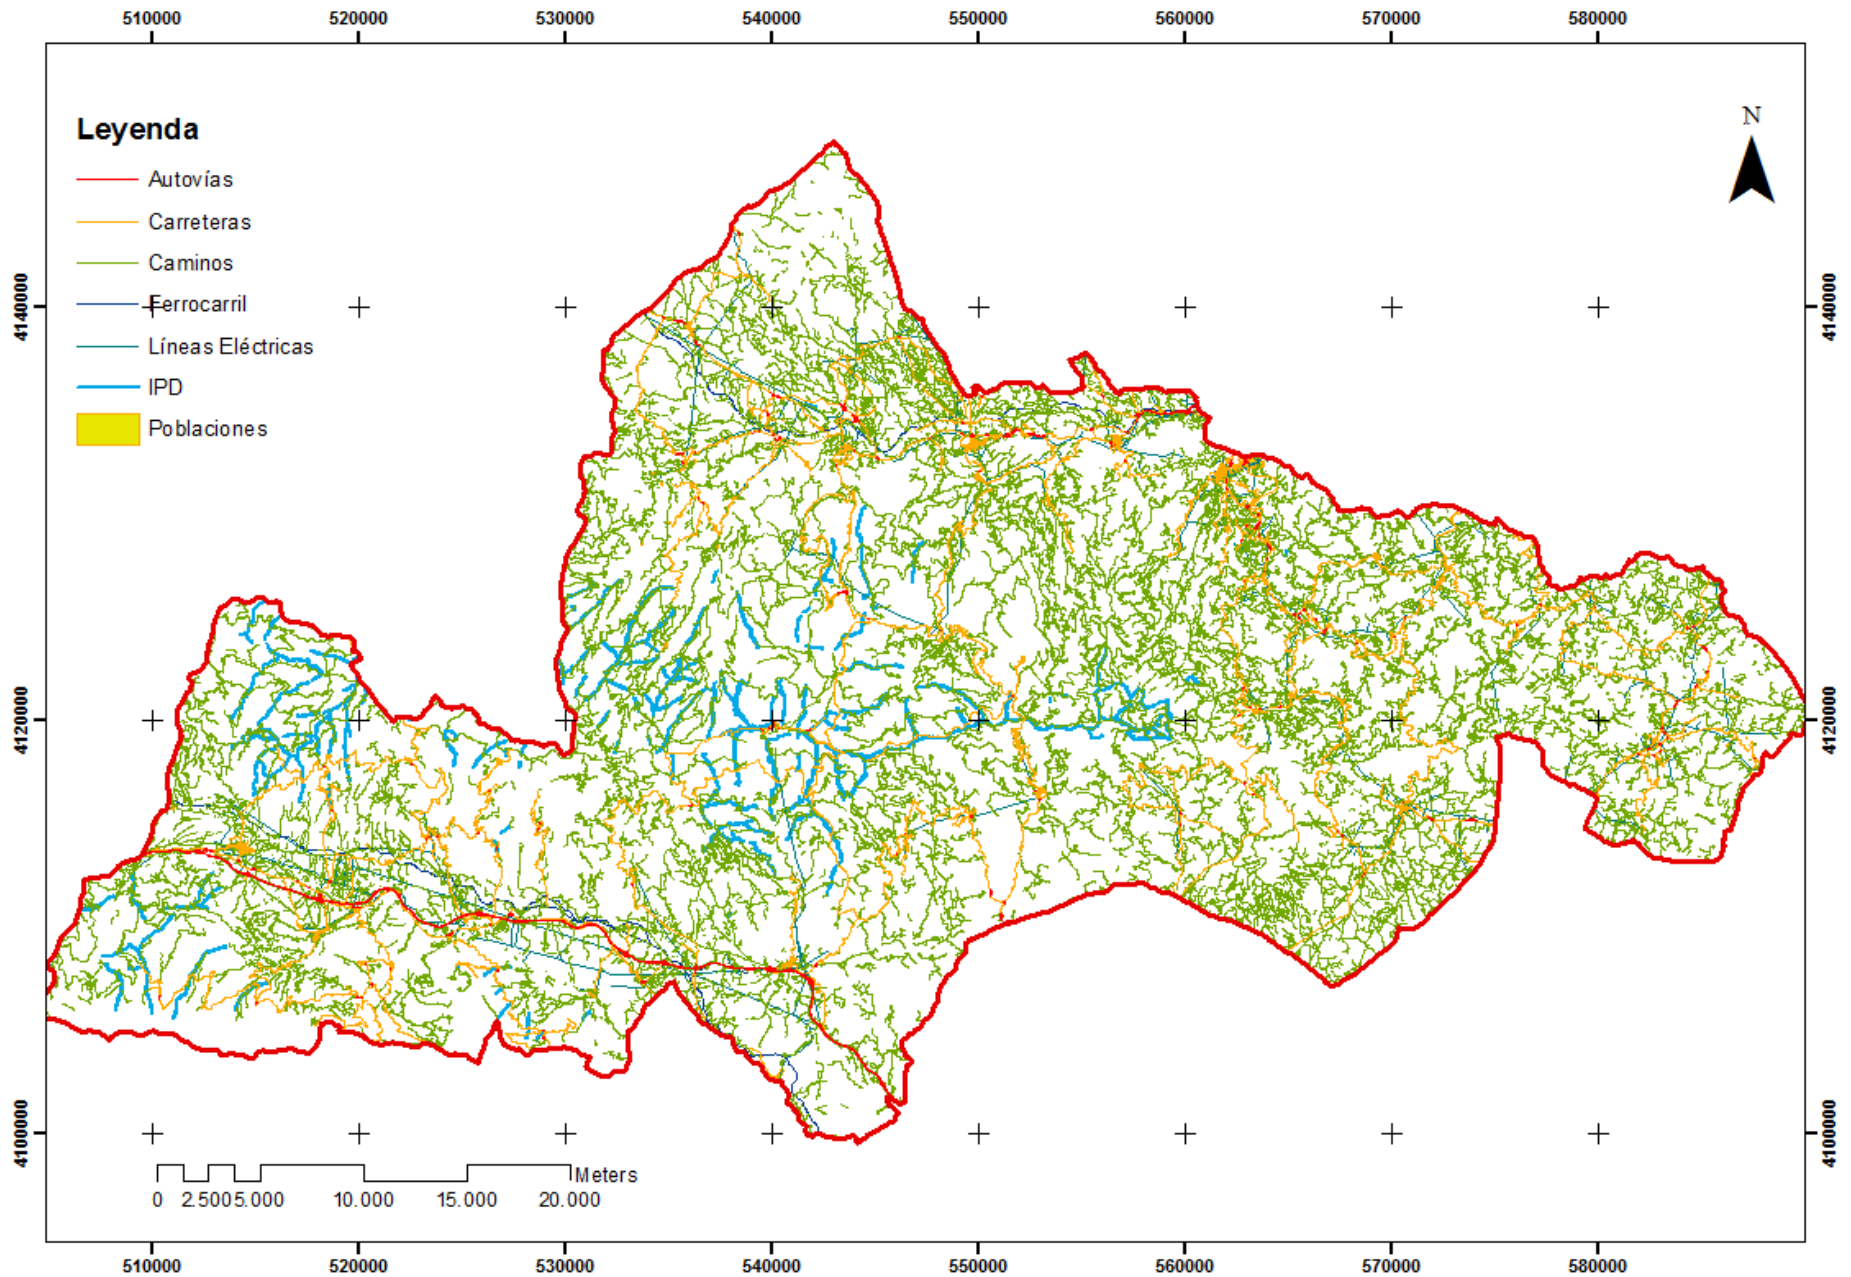 510000 520000 530000 540000 550000 560000 570000 580000
N
Leyenda
Autovías
Carreteras
Caminos
Ferrocarril
Líneas Eléctricas
IPD
Poblaciones
4140000 4140000
4120000 4120000
4100000 4100000
Meters
0 2.500 5.000 10.000 15.000 20.000
510000 520000 530000 540000 550000 560000 570000 580000